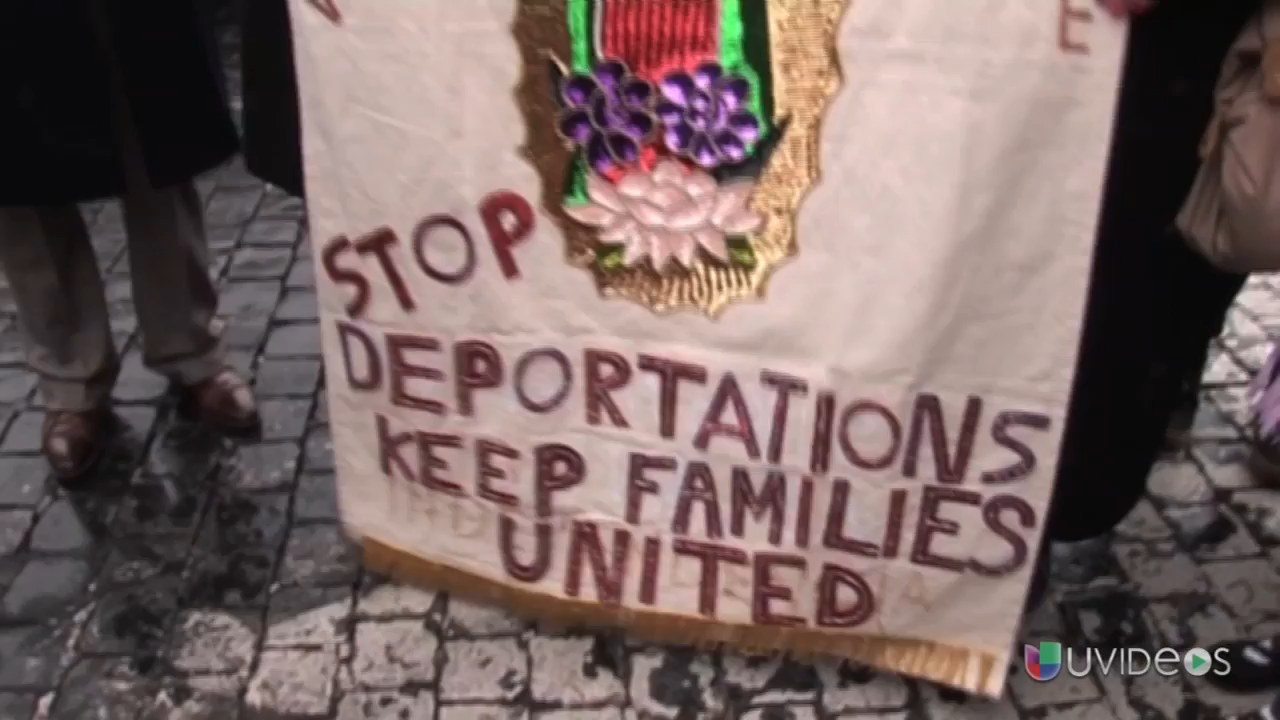 E
STOP
DEPORTATIONS
KEEP FAMILIES
UNITED
UVIDEOS